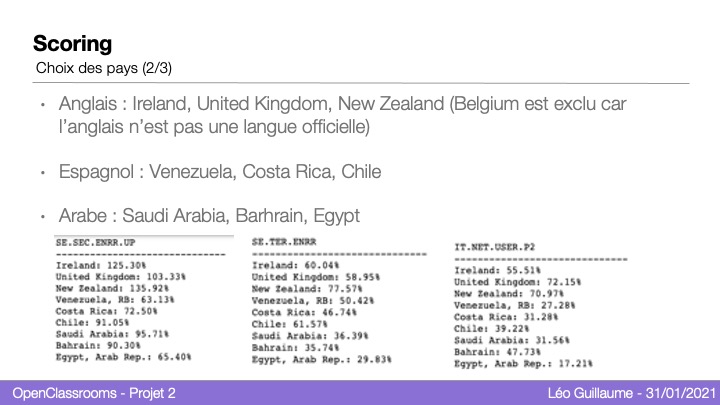 Scoring
Choix des pays (2/3)
• Anglais : Ireland, United Kingdom, New Zealand (Belgium est exclu car
l'anglais n'est pas une langue officielle)
• Espagnol : Venezuela, Costa Rica, Chile
• Arabe : Saudi Arabia, Barhrain, Egypt
SE.SEC.ENRR.UP
------------------------------
Ireland: 125.30%
United Kingdom: 103.33%
New Zealand: 135.92%
Venezuela, RB: 63.13%
Costa Rica: 72.50%
Chile: 91.05%
Saudi Arabia: 95.71%
Bahrain: 90.30%
Egypt, Arab Rep.: 65.40%
SE.TER.ENRR
------------------------------
Ireland: 60.04%
United Kingdom: 58.95%
New Zealand: 77.57%
Venezuela, RB: 50.42%
Costa Rica: 46.74%
Chile: 61.57%
Saudi Arabia: 36.39%
Bahrain: 35.74%
Egypt, Arab Rep.: 29.83%
IT.NET.USER.P2
------------------------------
Ireland: 55.51%
United Kingdom: 72.15%
New Zealand: 70.97%
Venezuela, RB: 27.28%
Costa Rica: 31.28%
Chile: 39.22%
Saudi Arabia: 31.56%
Bahrain: 47.73%
Egypt, Arab Rep.: 17.21%
OpenClassrooms - Projet 2
Léo Guillaume - 31/01/2021